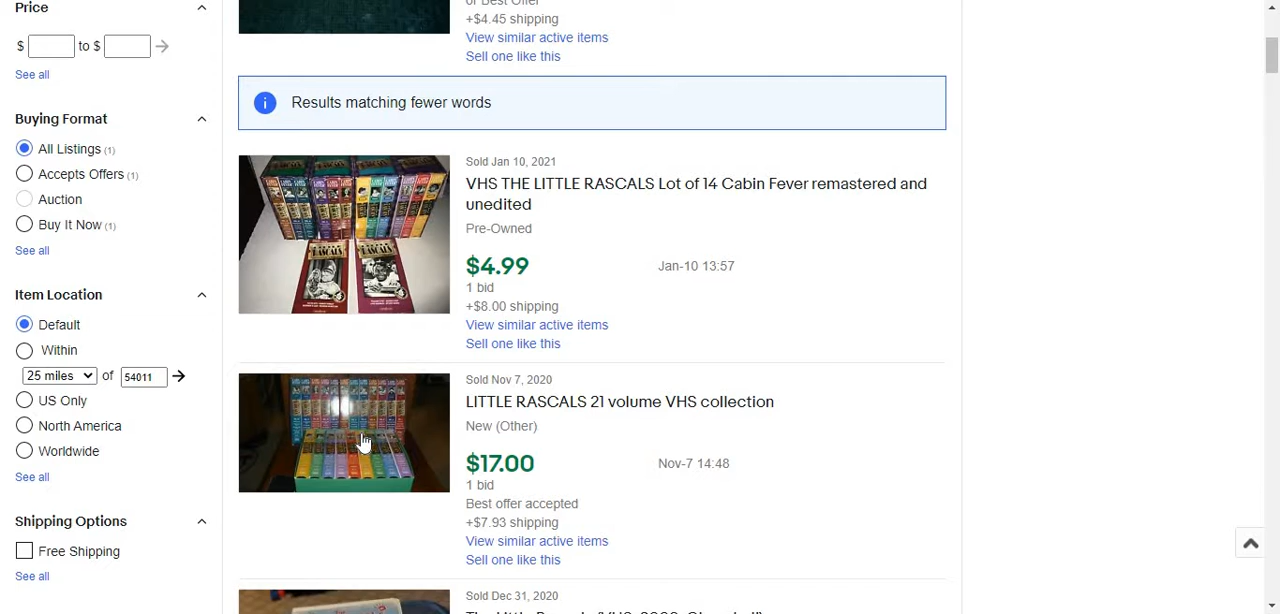 Price
$ to $
See all
Buying Format
All Listings (1)
Accepts Offers (1)
Auction
Buy It Now (1)
See all
Item Location
Default
Within
25 miles of 54011
US Only
North America
Worldwide
See all
Shipping Options
Free Shipping
See all
or Best Offer
+$4.45 shipping
View similar active items
Sell one like this
Results matching fewer words
Sold Jan 10, 2021
VHS THE LITTLE RASCALS Lot of 14 Cabin Fever remastered and
unedited
Pre-Owned
$4.99 Jan-10 13:57
1 bid
+$8.00 shipping
View similar active items
Sell one like this
Sold Nov 7, 2020
LITTLE RASCALS 21 volume VHS collection
New (Other)
$17.00 Nov-7 14:48
1 bid
Best offer accepted
+$7.93 shipping
View similar active items
Sell one like this
Sold Dec 31, 2020